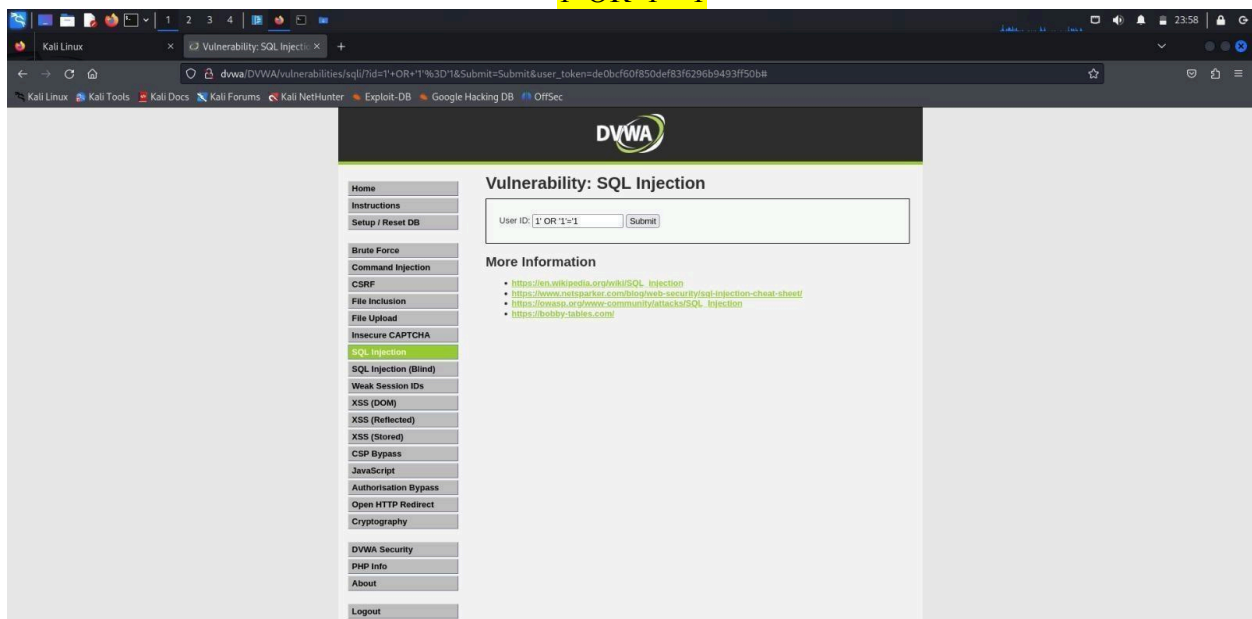 1 2 3 4
23:58
Kali Linux
Vulnerability: SQL Injectio
dvwa/DVWA/vulnerabilities/sqli/?id=1'+OR+'1'%3D'1&Submit=Submit&user_token=de0bcf60f850def83f6296b9493ff50b#
Kali Linux Kali Tools Kali Docs Kali Forums Kali NetHunter Exploit-DB Google Hacking DB OffSec
DVWA
Home
Instructions
Setup / Reset DB
Brute Force
Command Injection
CSRF
File Inclusion
File Upload
Insecure CAPTCHA
SQL Injection
SQL Injection (Blind)
Weak Session IDs
XSS (DOM)
XSS (Reflected)
XSS (Stored)
CSP Bypass
JavaScript
Authorisation Bypass
Open HTTP Redirect
Cryptography
DVWA Security
PHP Info
About
Logout
Vulnerability: SQL Injection
User ID: 1' OR '1'='1 Submit
More Information
https://en.wikipedia.org/wiki/SQL_injection
https://www.netsparker.com/blog/web-security/sql-injection-cheat-sheet/
https://owasp.org/www-community/attacks/SQL_Injection
https://bobby-tables.com/